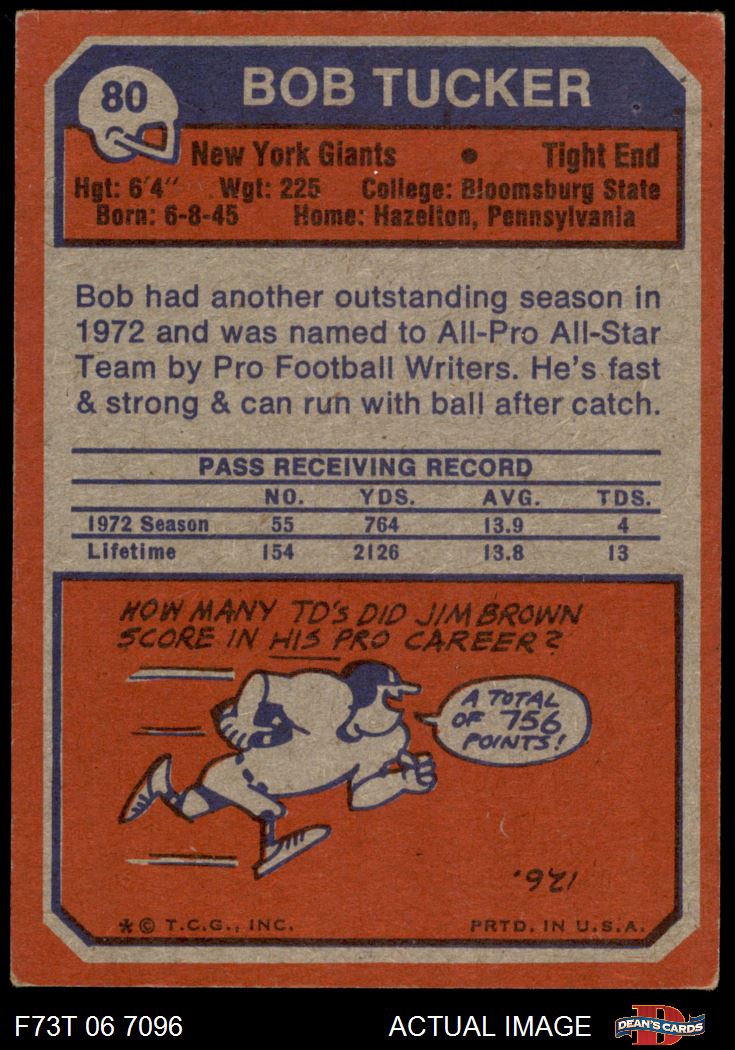 80
BOB TUCKER
New York Giants • Tight End
Hgt: 6'4" Wgt: 225 College: Bloomsburg State
Born: 6-8-45 Home: Hazelton, Pennsylvania
Bob had another outstanding season in
1972 and was named to All-Pro All-Star
Team by Pro Football Writers. He's fast
& strong & can run with ball after catch.
PASS RECEIVING RECORD
NO. YDS. AVG. TDS.
1972 Season 55 764 13.9 4
Lifetime 154 2126 13.8 13
HOW MANY TD'S DID JIM BROWN
SCORE IN HIS PRO CAREER?
A TOTAL
OF 756
POINTS!
126.
* © T.C.G., INC. PRTD. IN U.S.A.
F73T 06 7096 ACTUAL IMAGE
D
DEAN'S CARDS